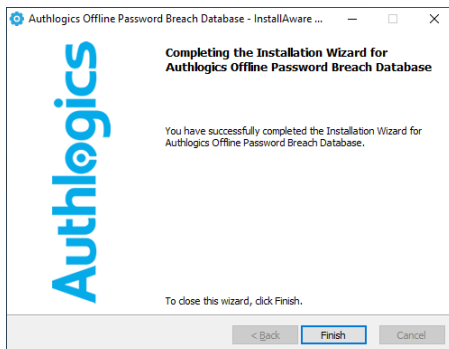 Authlogics Offline Password Breach Database - InstallAware ...
Authlogics
Completing the Installation Wizard for
Authlogics Offline Password Breach Database
You have successfully completed the Installation Wizard for
Authlogics Offline Password Breach Database.
To close this wizard, click Finish.
< Back
Finish
Cancel